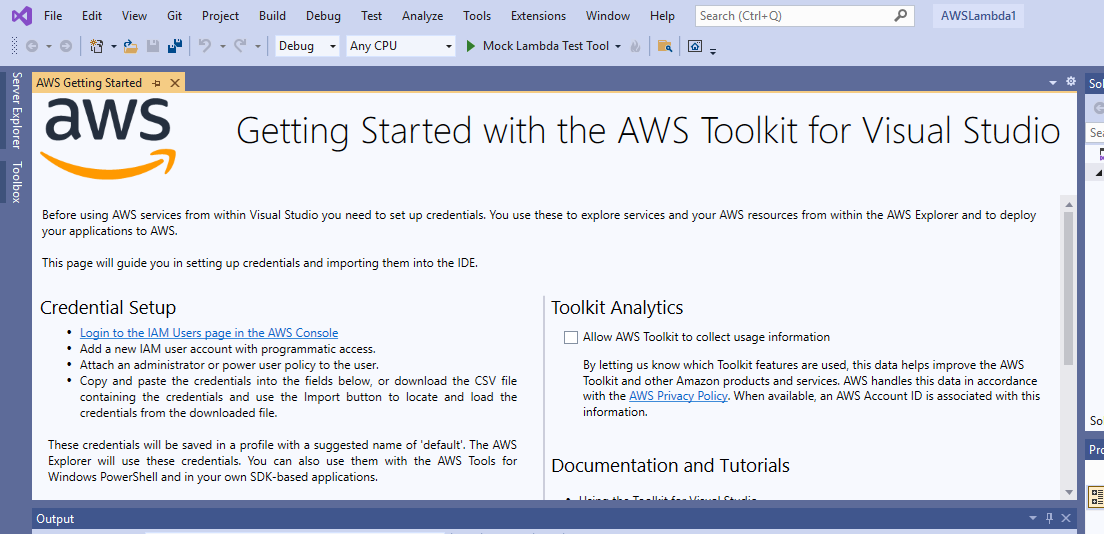 File Edit View Git Project Build Debug Test Analyze Tools Extensions Window Help Search (Ctrl+Q) AWSLambda1
Debug Any CPU Mock Lambda Test Tool
Server Explorer
Toolbox
AWS Getting Started
Sol
aws
Getting Started with the AWS Toolkit for Visual Studio
Sea
Before using AWS services from within Visual Studio you need to set up credentials. You use these to explore services and your AWS resources from within the AWS Explorer and to deploy
your applications to AWS.
This page will guide you in setting up credentials and importing them into the IDE.
Credential Setup
• Login to the IAM Users page in the AWS Console
• Add a new IAM user account with programmatic access.
• Attach an administrator or power user policy to the user.
• Copy and paste the credentials into the fields below, or download the CSV file
containing the credentials and use the Import button to locate and load the
credentials from the downloaded file.
These credentials will be saved in a profile with a suggested name of 'default'. The AWS
Explorer will use these credentials. You can also use them with the AWS Tools for
Windows PowerShell and in your own SDK-based applications.
Toolkit Analytics
Allow AWS Toolkit to collect usage information
By letting us know which Toolkit features are used, this data helps improve the AWS
Toolkit and other Amazon products and services. AWS handles this data in accordance
with the AWS Privacy Policy. When available, an AWS Account ID is associated with this
information.
Documentation and Tutorials
• Using the Toolkit for Visual Studio
So
Pro
Output